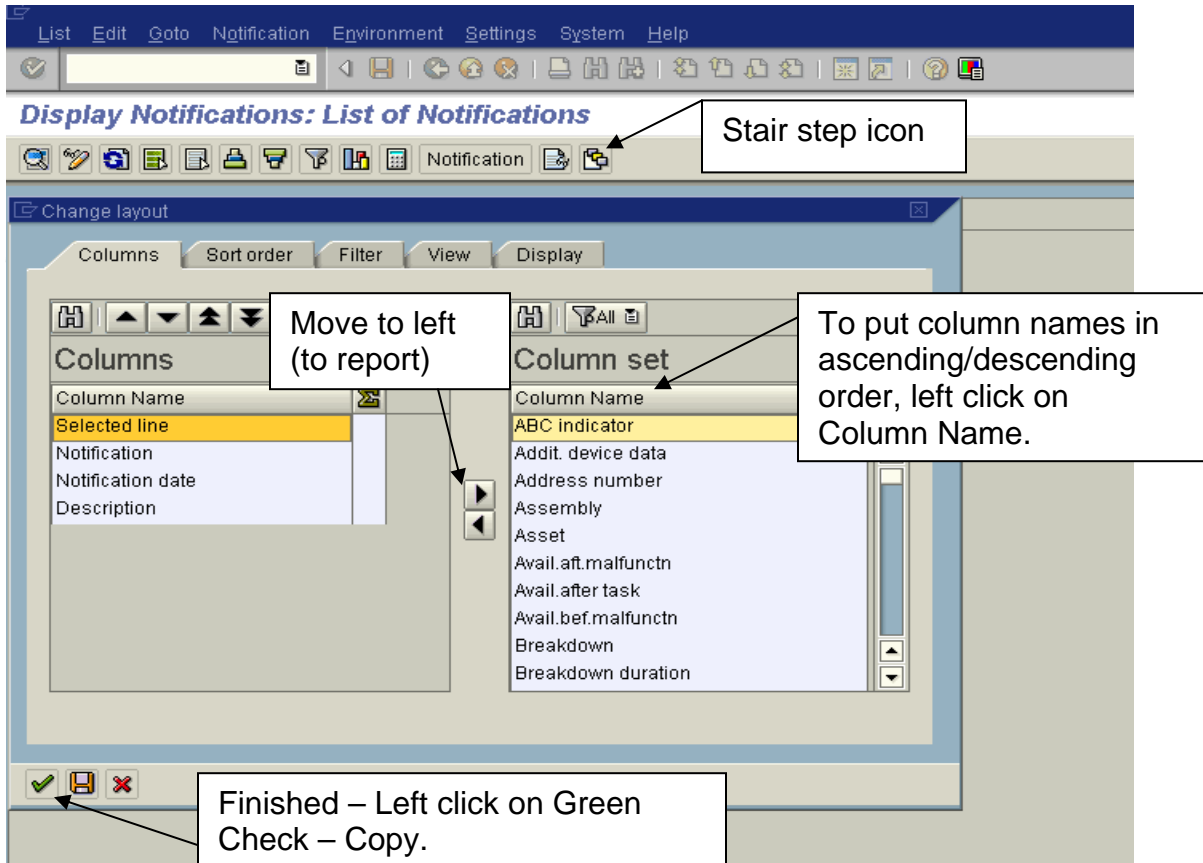 List Edit Goto Notification Environment Settings System Help
Display Notifications: List of Notifications
Stair step icon
Notification
Change layout
Columns Sort order Filter View Display
Move to left
(to report)
All
To put column names in
ascending/descending
order, left click on
Column Name.
Columns
Column Name
Selected line
Notification
Notification date
Description
Column set
Column Name
ABC indicator
Addit. device data
Address number
Assembly
Asset
Avail.aft.malfunctn
Avail.after task
Avail.bef.malfunctn
Breakdown
Breakdown duration
Finished – Left click on Green
Check – Copy.